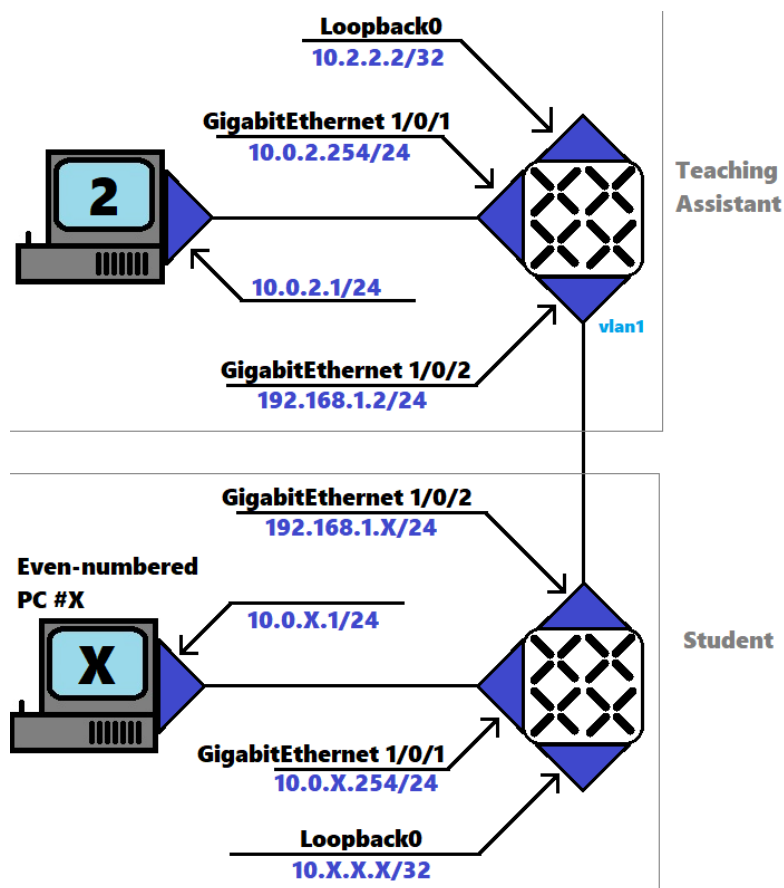 Loopback0
10.2.2.2/32
GigabitEthernet 1/0/1
10.0.2.254/24
Teaching
Assistant
2
10.0.2.1/24
vlan1
GigabitEthernet 1/0/2
192.168.1.2/24
GigabitEthernet 1/0/2
192.168.1.X/24
Even-numbered
PC #X
10.0.X.1/24
Student
X
GigabitEthernet 1/0/1
10.0.X.254/24
Loopback0
10.X.X.X/32